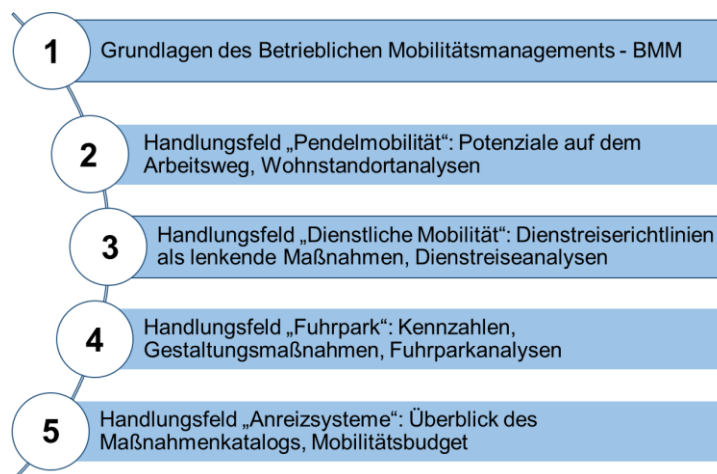 1
Grundlagen des Betrieblichen Mobilitätsmanagements - BMM
2
Handlungsfeld „Pendelmobilität“: Potenziale auf dem
Arbeitsweg, Wohnstandortanalysen
3
Handlungsfeld „Dienstliche Mobilität“: Dienstreiserichtlinien
als lenkende Maßnahmen, Dienstreiseanalysen
4
Handlungsfeld „Fuhrpark“: Kennzahlen,
Gestaltungsmaßnahmen, Fuhrparkanalysen
5
Handlungsfeld „Anreizsysteme“: Überblick des
Maßnahmenkatalogs, Mobilitätsbudget